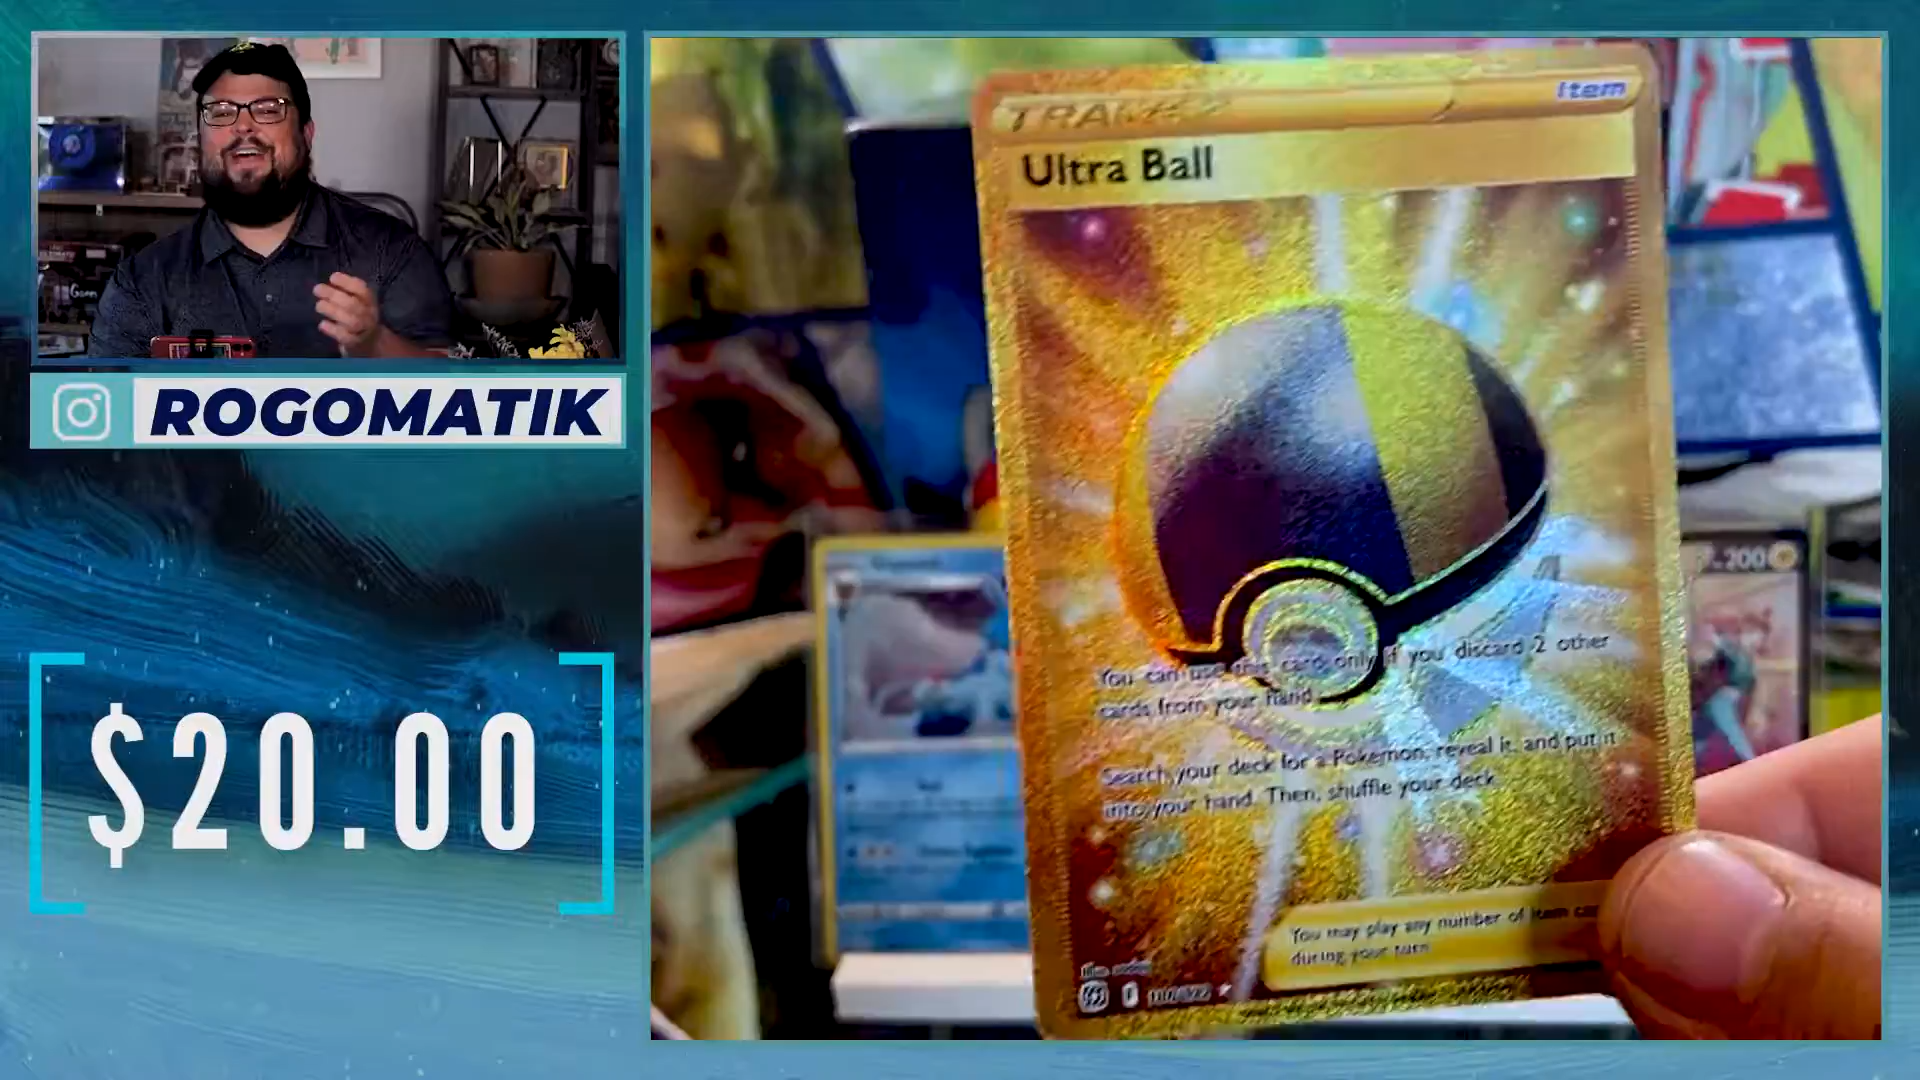 ROGOMATIK
$20.00
TRAINER
Item
Ultra Ball
You can use this card only if you discard 2 other
cards from your hand.
Search your deck for a Pokémon, reveal it, and put it
into your hand. Then, shuffle your deck.
You may play any number of Item
during your turn
200